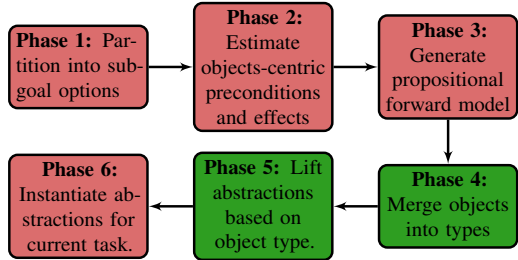 Phase 1: Par-
tition into sub-
goal options
Phase 2:
Estimate
objects-centric
preconditions
and effects
Phase 3:
Generate
propositional
forward model
Phase 4:
Merge objects
into types
Phase 5: Lift
abstractions
based on
object type.
Phase 6:
Instantiate ab-
stractions for
current task.